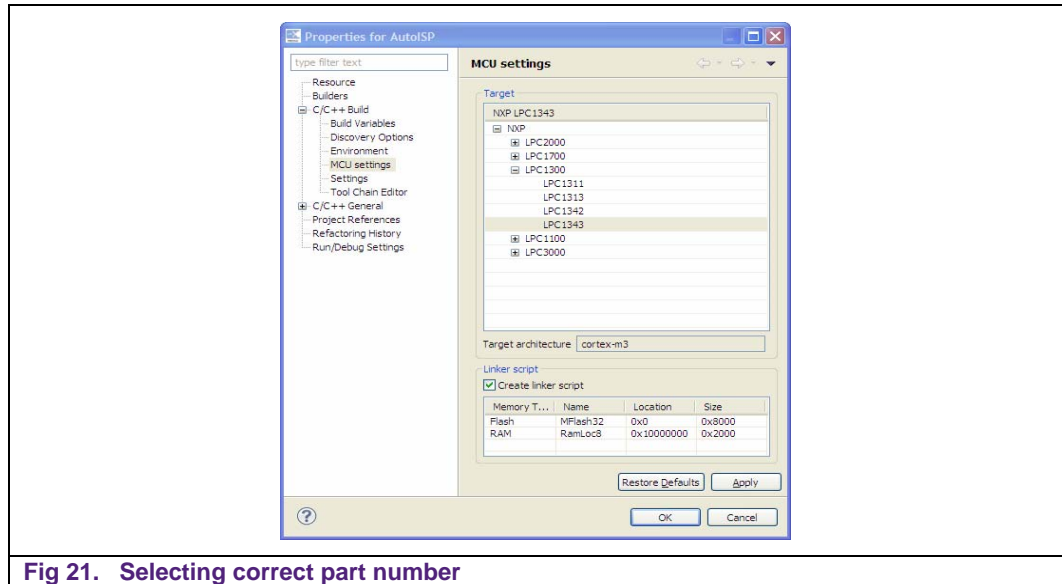 Properties for AutoISP
type filter text
Resource
Builders
C/C++ Build
Build Variables
Discovery Options
Environment
MCU settings
Settings
Tool Chain Editor
C/C++ General
Project References
Refactoring History
Run/Debug Settings
MCU settings
Target
NXP LPC1343
NXP
LPC2000
LPC1700
LPC1300
LPC1311
LPC1313
LPC1342
LPC1343
LPC1100
LPC3000
Target architecture cortex-m3
Linker script
Create linker script
Memory T... Name Location Size
Flash MFlash32 0x0 0x8000
RAM RamLoc8 0x10000000 0x2000
Restore Defaults Apply
? OK Cancel
Fig 21. Selecting correct part number